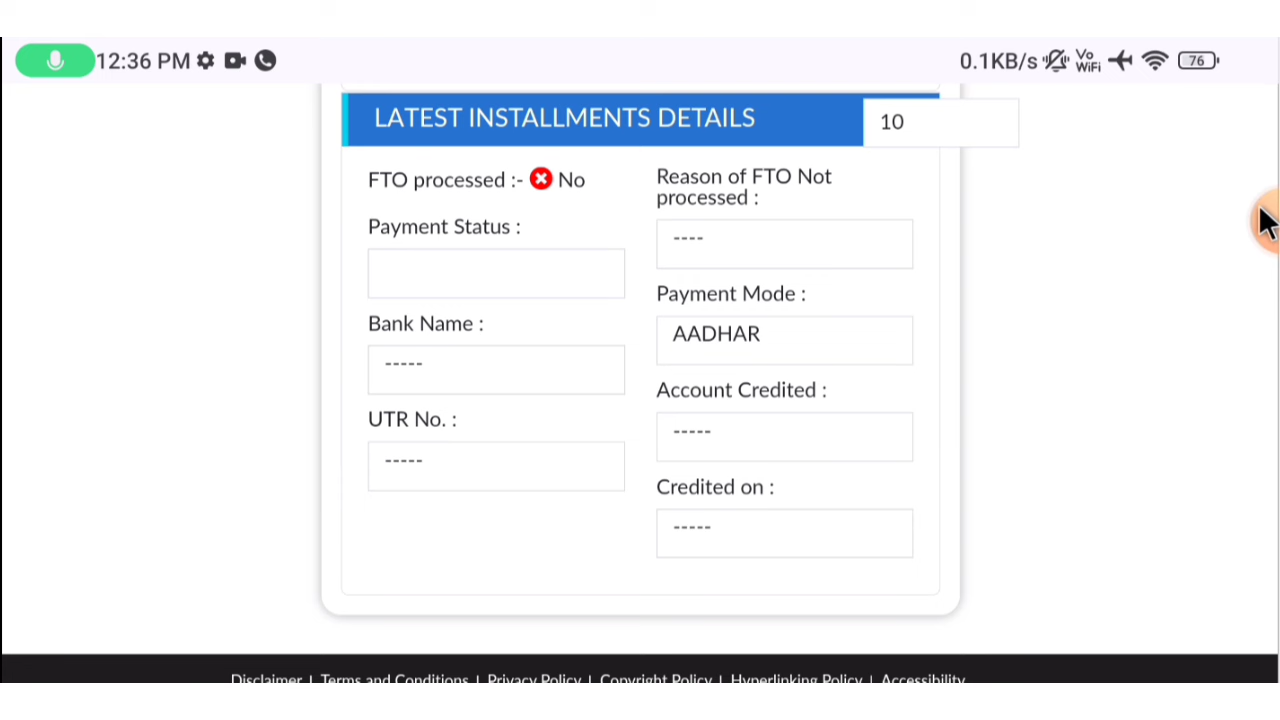 12:36 PM
0.1KB/s Vo WiFi 76
LATEST INSTALLMENTS DETAILS
10
FTO processed :- No
Payment Status :
Bank Name :
-----
UTR No. :
-----
Reason of FTO Not
processed :
----
Payment Mode :
AADHAR
Account Credited :
-----
Credited on :
-----
Disclaimer | Terms and Conditions | Privacy Policy | Copyright Policy | Hyperlinking Policy | Accessibility